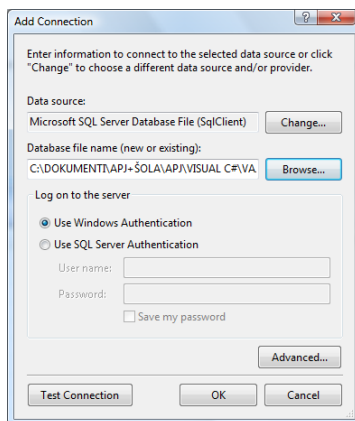 Add Connection
Enter information to connect to the selected data source or click
"Change" to choose a different data source and/or provider.
Data source:
Microsoft SQL Server Database File (SqlClient)
Change...
Database file name (new or existing):
C:\DOKUMENTI\APJ+ŠOLA\APJ\VISUAL C#\VA
Browse...
Log on to the server
Use Windows Authentication
Use SQL Server Authentication
User name:
Password:
Save my password
Advanced...
Test Connection
OK
Cancel